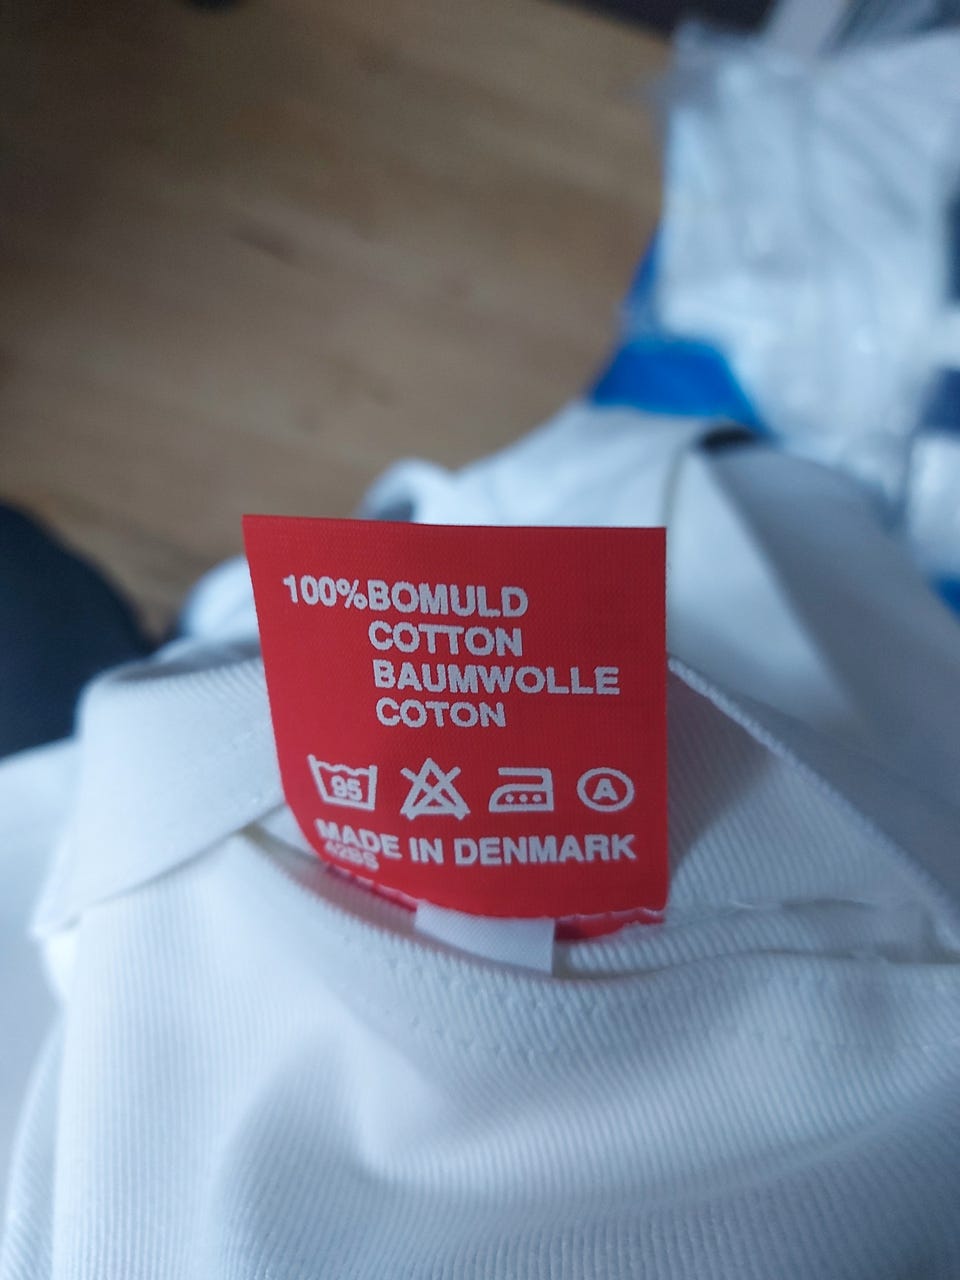 100%BOMULD
COTTON
BAUMWOLLE
COTON
95
A
MADE IN DENMARK